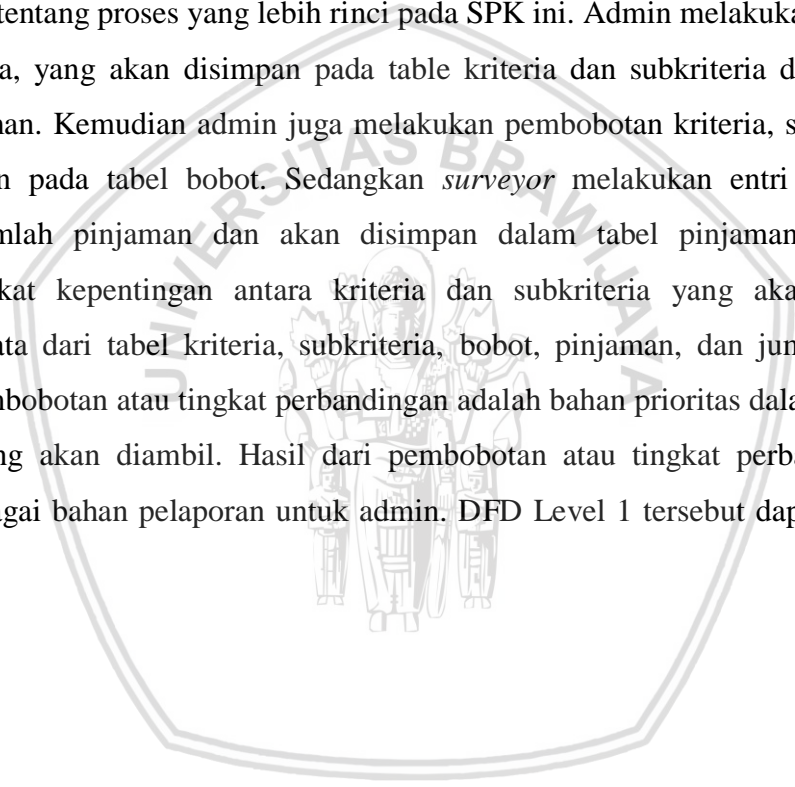 tentang proses yang lebih rinci pada SPK ini. Admin melakuka
a, yang akan disimpan pada table kriteria dan subkriteria d
an. Kemudian admin juga melakukan pembobotan kriteria, s
n pada tabel bobot. Sedangkan surveyor melakukan entri
mlah pinjaman dan akan disimpan dalam tabel pinjaman
kat kepentingan antara kriteria dan subkriteria yang aka
ta dari tabel kriteria, subkriteria, bobot, pinjaman, dan jum
mbobotan atau tingkat perbandingan adalah bahan prioritas dala
ng akan diambil. Hasil dari pembobotan atau tingkat perba
agai bahan pelaporan untuk admin. DFD Level 1 tersebut dap
UNIVERSITAS BRAWIJAYA